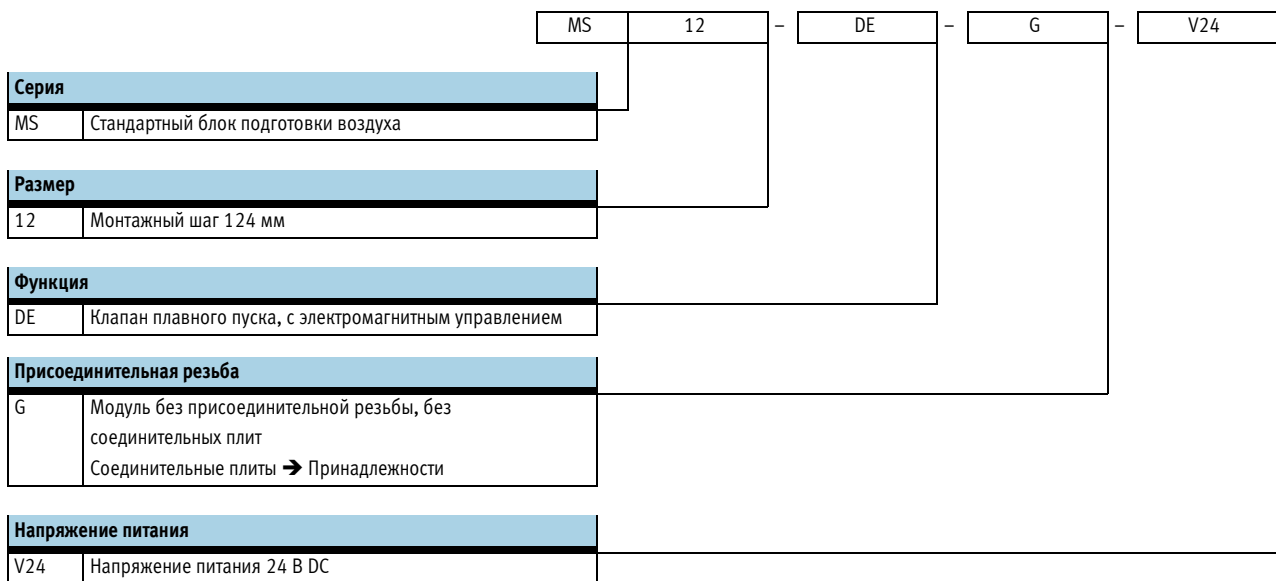 MS 12 – DE – G – V24
Серия
MS Стандартный блок подготовки воздуха
Размер
12 Монтажный шаг 124 мм
Функция
DE Клапан плавного пуска, с электромагнитным управлением
Присоединительная резьба
G Модуль без присоединительной резьбы, без
соединительных плит
Соединительные плиты ➔ Принадлежности
Напряжение питания
V24 Напряжение питания 24 В DC